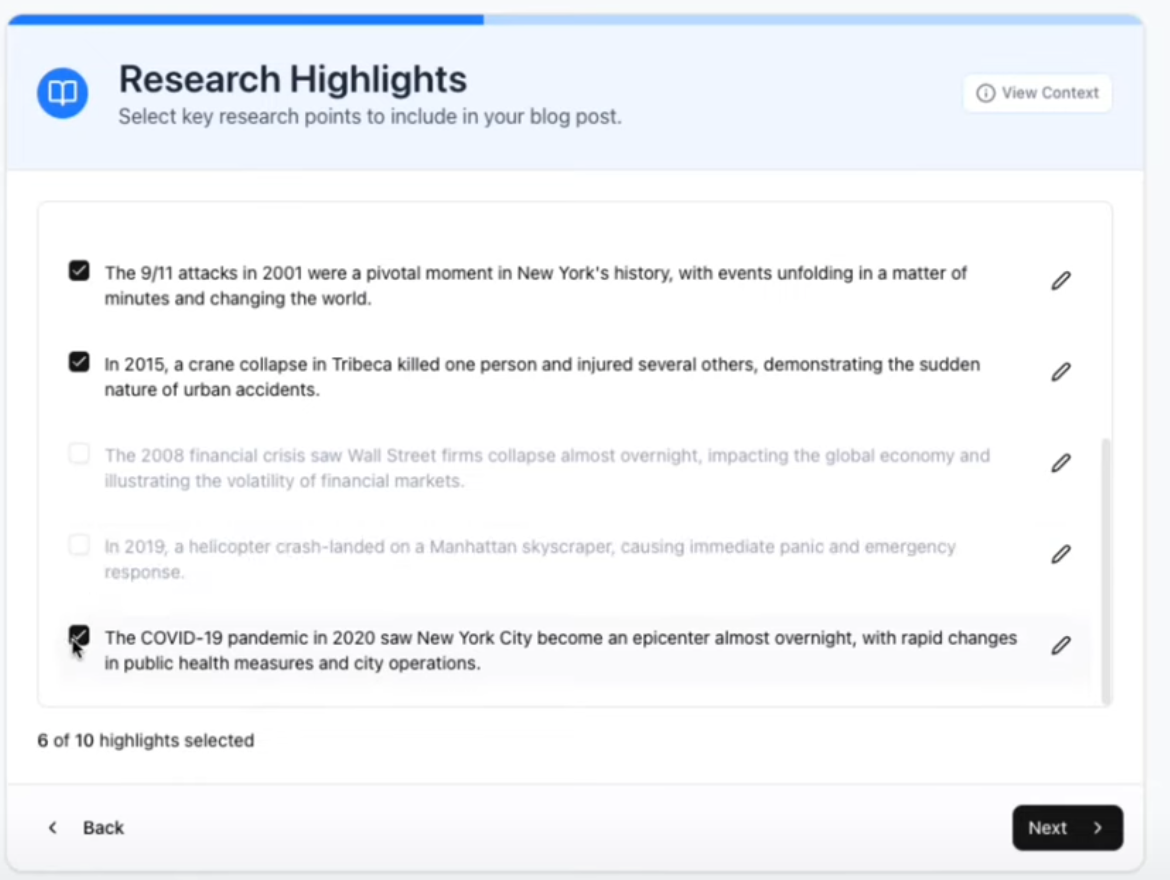 Research Highlights
Select key research points to include in your blog post.
View Context
The 9/11 attacks in 2001 were a pivotal moment in New York's history, with events unfolding in a matter of
minutes and changing the world.
In 2015, a crane collapse in Tribeca killed one person and injured several others, demonstrating the sudden
nature of urban accidents.
The 2008 financial crisis saw Wall Street firms collapse almost overnight, impacting the global economy and
illustrating the volatility of financial markets.
In 2019, a helicopter crash-landed on a Manhattan skyscraper, causing immediate panic and emergency
response.
The COVID-19 pandemic in 2020 saw New York City become an epicenter almost overnight, with rapid changes
in public health measures and city operations.
6 of 10 highlights selected
Back
Next